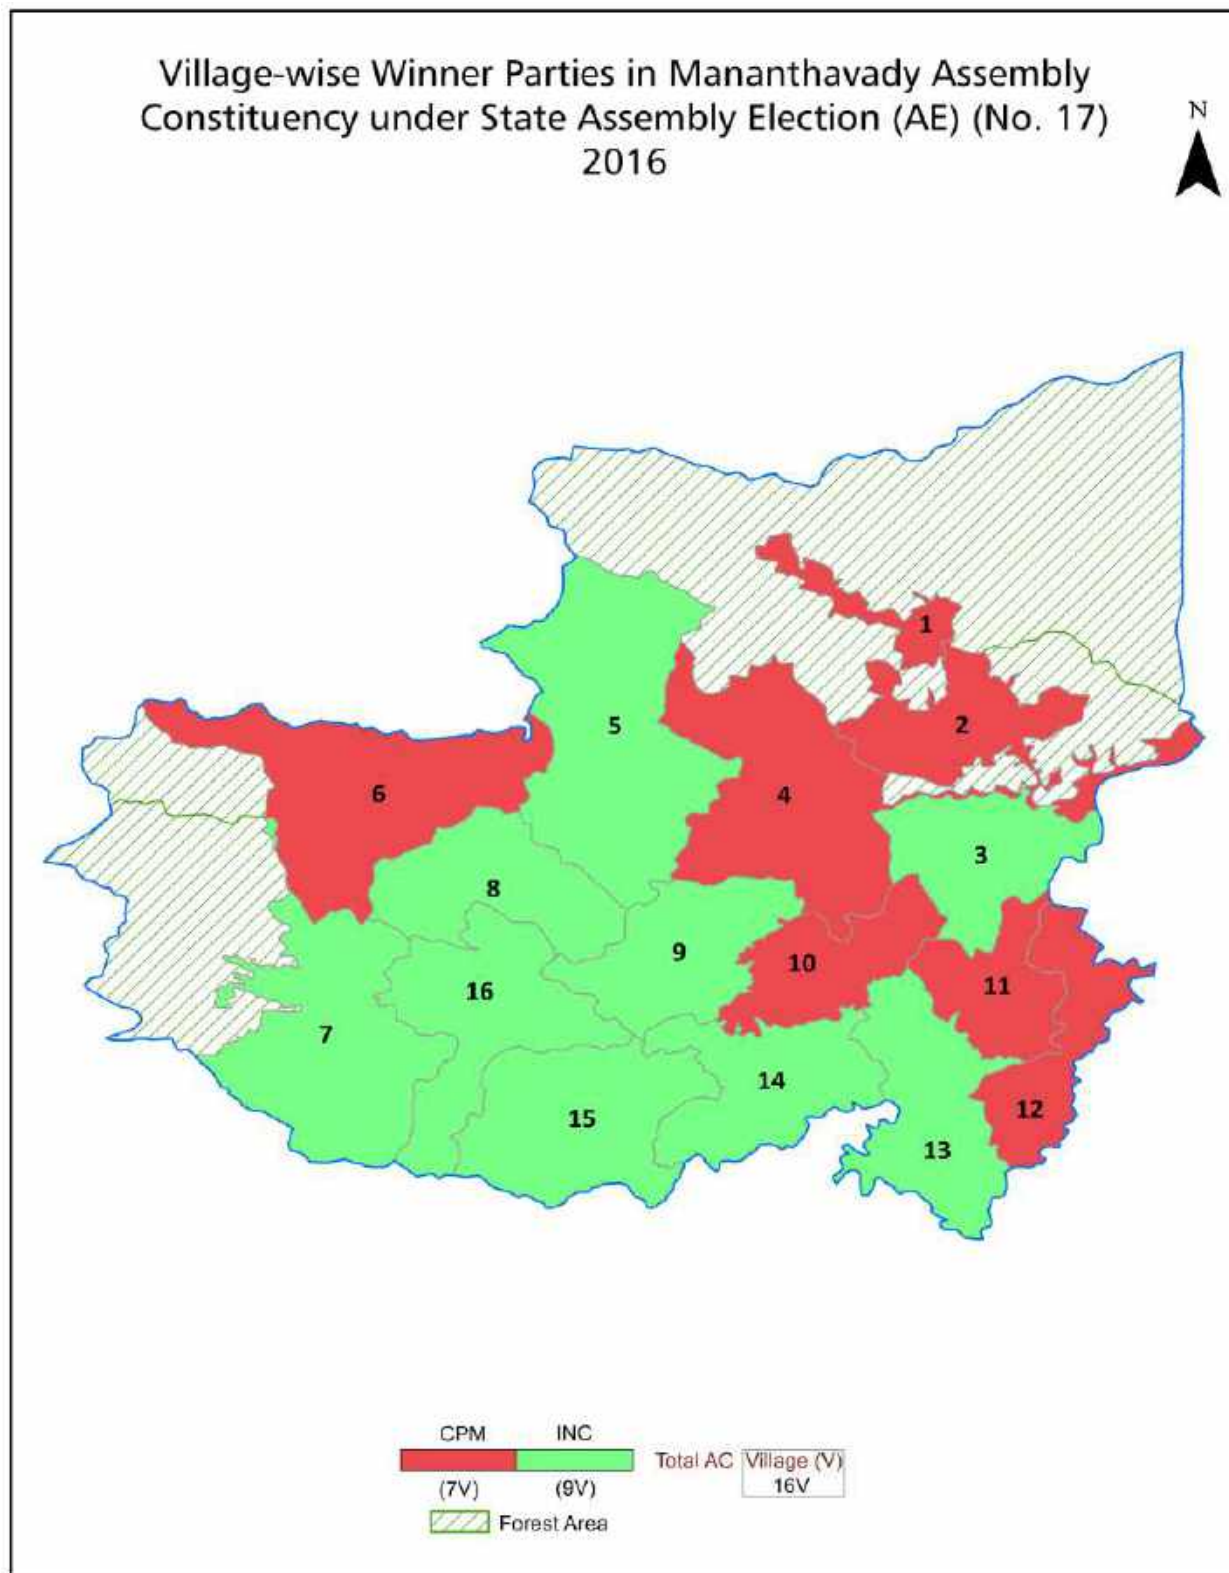 Village-wise Winner Parties in Mananthavady Assembly
Constituency under State Assembly Election (AE) (No. 17)
2016
N
1
2
5
6
4
3
8
9
10
11
16
7
14
15
12
13
CPM INC
Total AC Village (V)
(7V) (9V) 16V
Forest Area